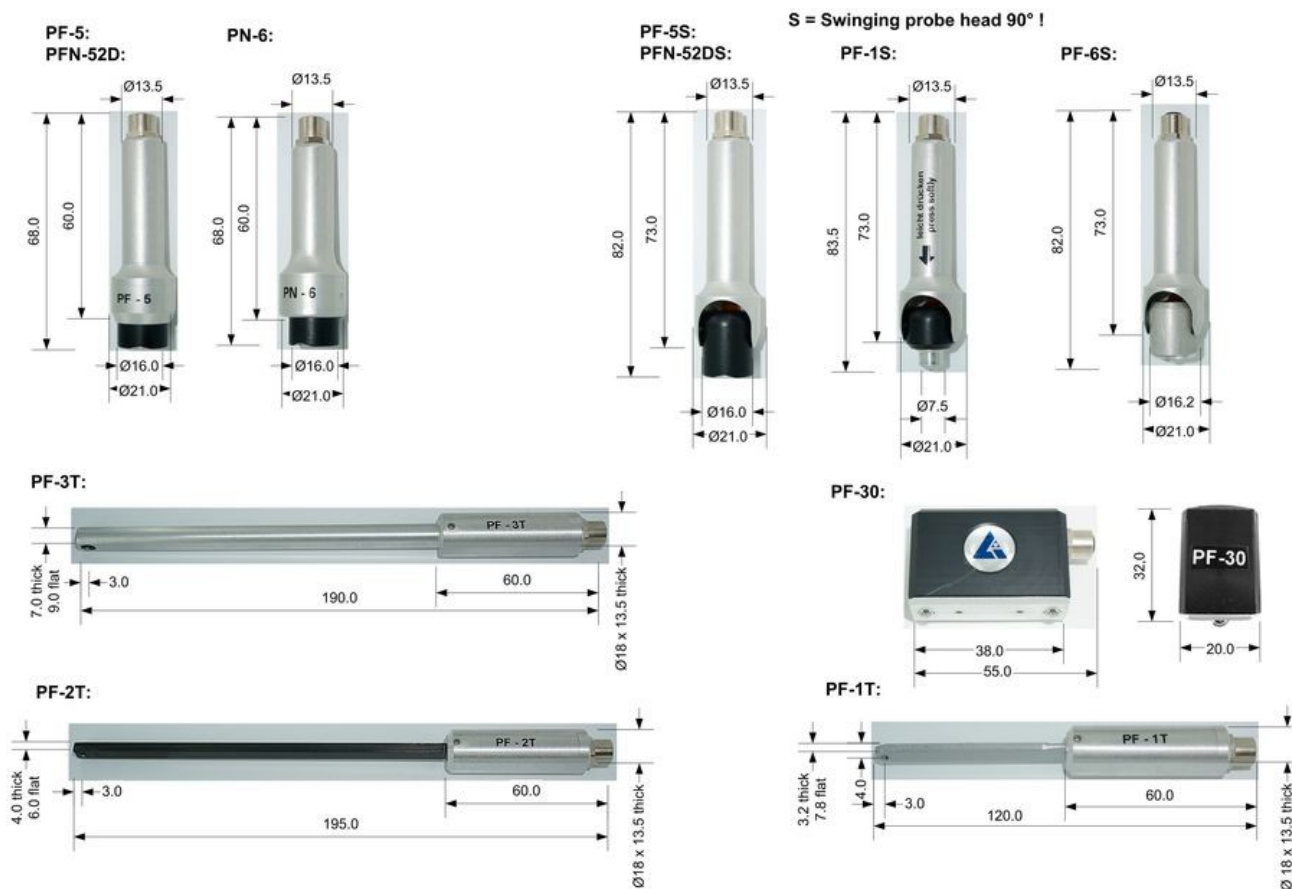 S = Swinging probe head 90° !
PF-5:
PFN-52D:
PN-6:
PF-5S:
PFN-52DS:
PF-1S:
PF-6S:
Ø13.5
Ø13.5
Ø13.5
Ø13.5
Ø13.5
68.0
60.0
68.0
60.0
82.0
73.0
83.5
73.0
82.0
73.0
leicht drücken
press softly
PF - 5
PN - 6
Ø16.0
Ø21.0
Ø16.0
Ø21.0
Ø16.0
Ø21.0
Ø7.5
Ø21.0
Ø16.2
Ø21.0
PF-3T:
PF - 3T
7.0 thick
9.0 flat
3.0
60.0
190.0
Ø18 x 13.5 thick
PF-30:
PF-30
32.0
38.0
55.0
20.0
PF-2T:
PF - 2T
4.0 thick
6.0 flat
3.0
60.0
195.0
Ø18 x 13.5 thick
PF-1T:
PF - 1T
3.2 thick
7.8 flat
4.0
3.0
60.0
120.0
Ø 18 x 13.5 thick